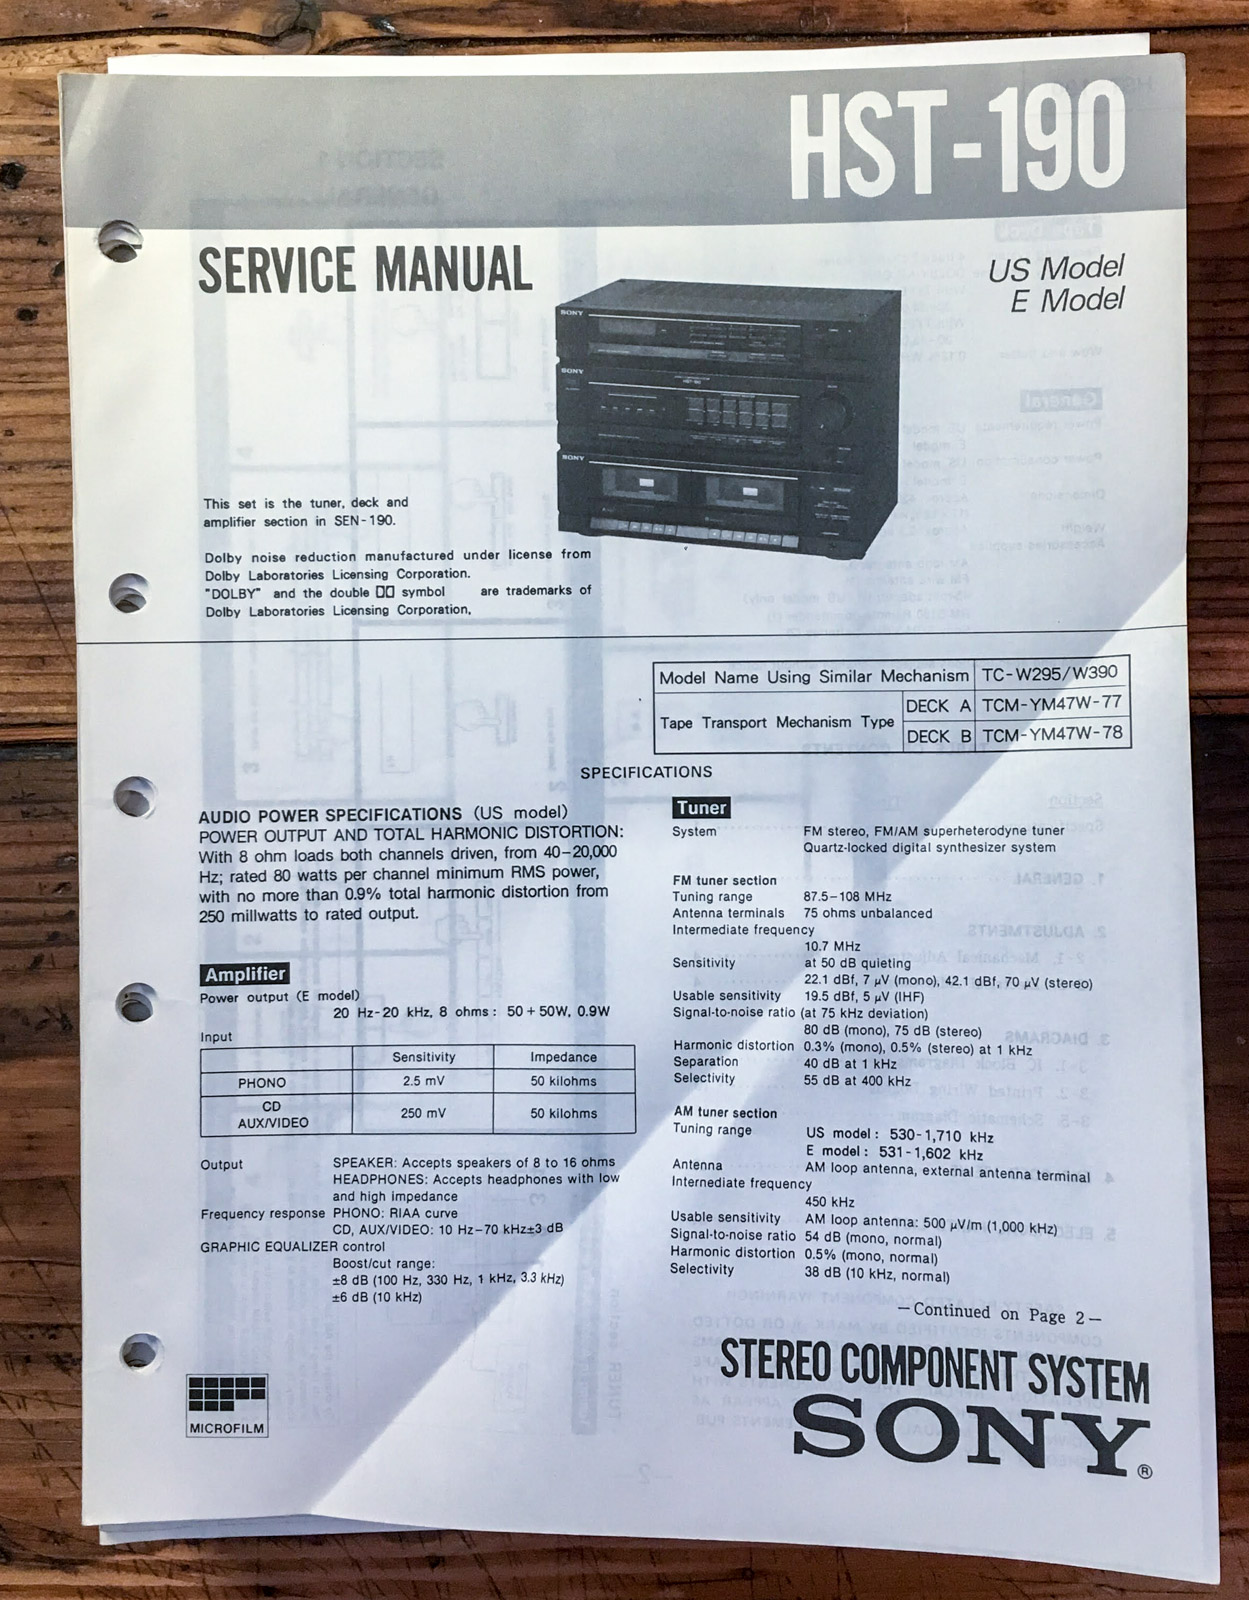 HST-190
SERVICE MANUAL
US Model
E Model
SONY
SONY
HST-190
SONY
This set is the tuner, deck and
amplifier section in SEN-190.
Dolby noise reduction manufactured under license from
Dolby Laboratories Licensing Corporation.
"DOLBY" and the double DD symbol are trademarks of
Dolby Laboratories Licensing Corporation,
Model Name Using Similar Mechanism TC-W295/W390
Tape Transport Mechanism Type DECK A TCM-YM47W-77
DECK B TCM-YM47W-78
SPECIFICATIONS
AUDIO POWER SPECIFICATIONS (US model)
POWER OUTPUT AND TOTAL HARMONIC DISTORTION:
With 8 ohm loads both channels driven, from 40–20,000
Hz; rated 80 watts per channel minimum RMS power,
with no more than 0.9% total harmonic distortion from
250 millwatts to rated output.
Amplifier
Power output (E model)
20 Hz-20 kHz, 8 ohms: 50+50W, 0.9W
Input
Sensitivity Impedance
PHONO 2.5 mV 50 kilohms
CD
AUX/VIDEO 250 mV 50 kilohms
Output SPEAKER: Accepts speakers of 8 to 16 ohms
HEADPHONES: Accepts headphones with low
and high impedance
Frequency response PHONO: RIAA curve
CD, AUX/VIDEO: 10 Hz–70 kHz±3 dB
GRAPHIC EQUALIZER control
Boost/cut range:
±8 dB (100 Hz, 330 Hz, 1 kHz, 3.3 kHz)
±6 dB (10 kHz)
Tuner
System FM stereo, FM/AM superheterodyne tuner
Quartz-locked digital synthesizer system
FM tuner section
Tuning range 87.5–108 MHz
Antenna terminals 75 ohms unbalanced
Intermediate frequency
10.7 MHz
Sensitivity at 50 dB quieting
22.1 dBf, 7 µV (mono), 42.1 dBf, 70 µV (stereo)
Usable sensitivity 19.5 dBf, 5 µV (IHF)
Signal-to-noise ratio (at 75 kHz deviation)
80 dB (mono), 75 dB (stereo)
Harmonic distortion 0.3% (mono), 0.5% (stereo) at 1 kHz
Separation 40 dB at 1 kHz
Selectivity 55 dB at 400 kHz
AM tuner section
Tuning range US model: 530-1,710 kHz
E model: 531-1,602 kHz
Antenna AM loop antenna, external antenna terminal
Internediate frequency
450 kHz
Usable sensitivity AM loop antenna: 500 µV/m (1,000 kHz)
Signal-to-noise ratio 54 dB (mono, normal)
Harmonic distortion 0.5% (mono, normal)
Selectivity 38 dB (10 kHz, normal)
—Continued on Page 2—
STEREO COMPONENT SYSTEM
SONY®
MICROFILM